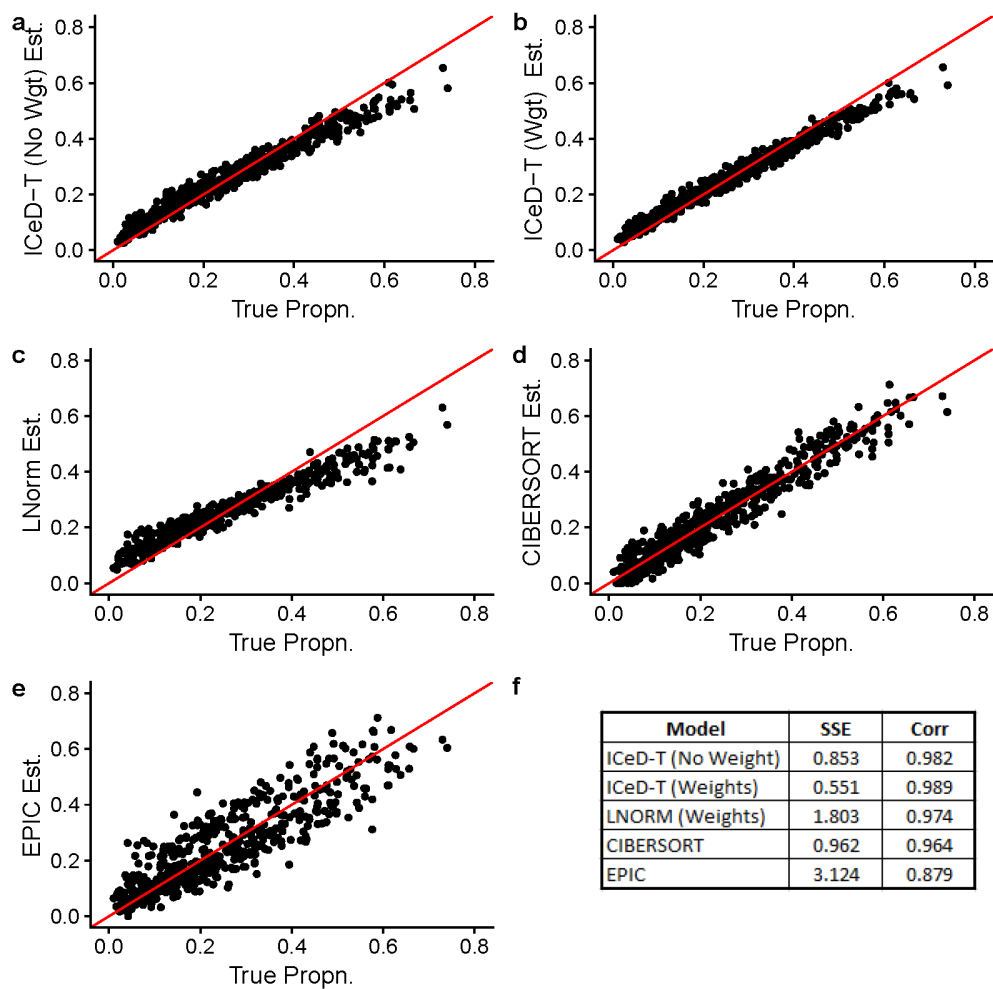 a
ICeD−T (No Wgt) Est.
0.8
0.6
0.4
0.2
0.0
0.0 0.2 0.4 0.6 0.8
True Propn.
b
ICeD−T (Wgt) Est.
0.8
0.6
0.4
0.2
0.0
0.0 0.2 0.4 0.6 0.8
True Propn.
c
LNorm Est.
0.8
0.6
0.4
0.2
0.0
0.0 0.2 0.4 0.6 0.8
True Propn.
d
CIBERSORT Est.
0.8
0.6
0.4
0.2
0.0
0.0 0.2 0.4 0.6 0.8
True Propn.
e
EPIC Est.
0.8
0.6
0.4
0.2
0.0
0.0 0.2 0.4 0.6 0.8
True Propn.
f
Model SSE Corr
ICeD-T (No Weight) 0.853 0.982
ICeD-T (Weights) 0.551 0.989
LNORM (Weights) 1.803 0.974
CIBERSORT 0.962 0.964
EPIC 3.124 0.879